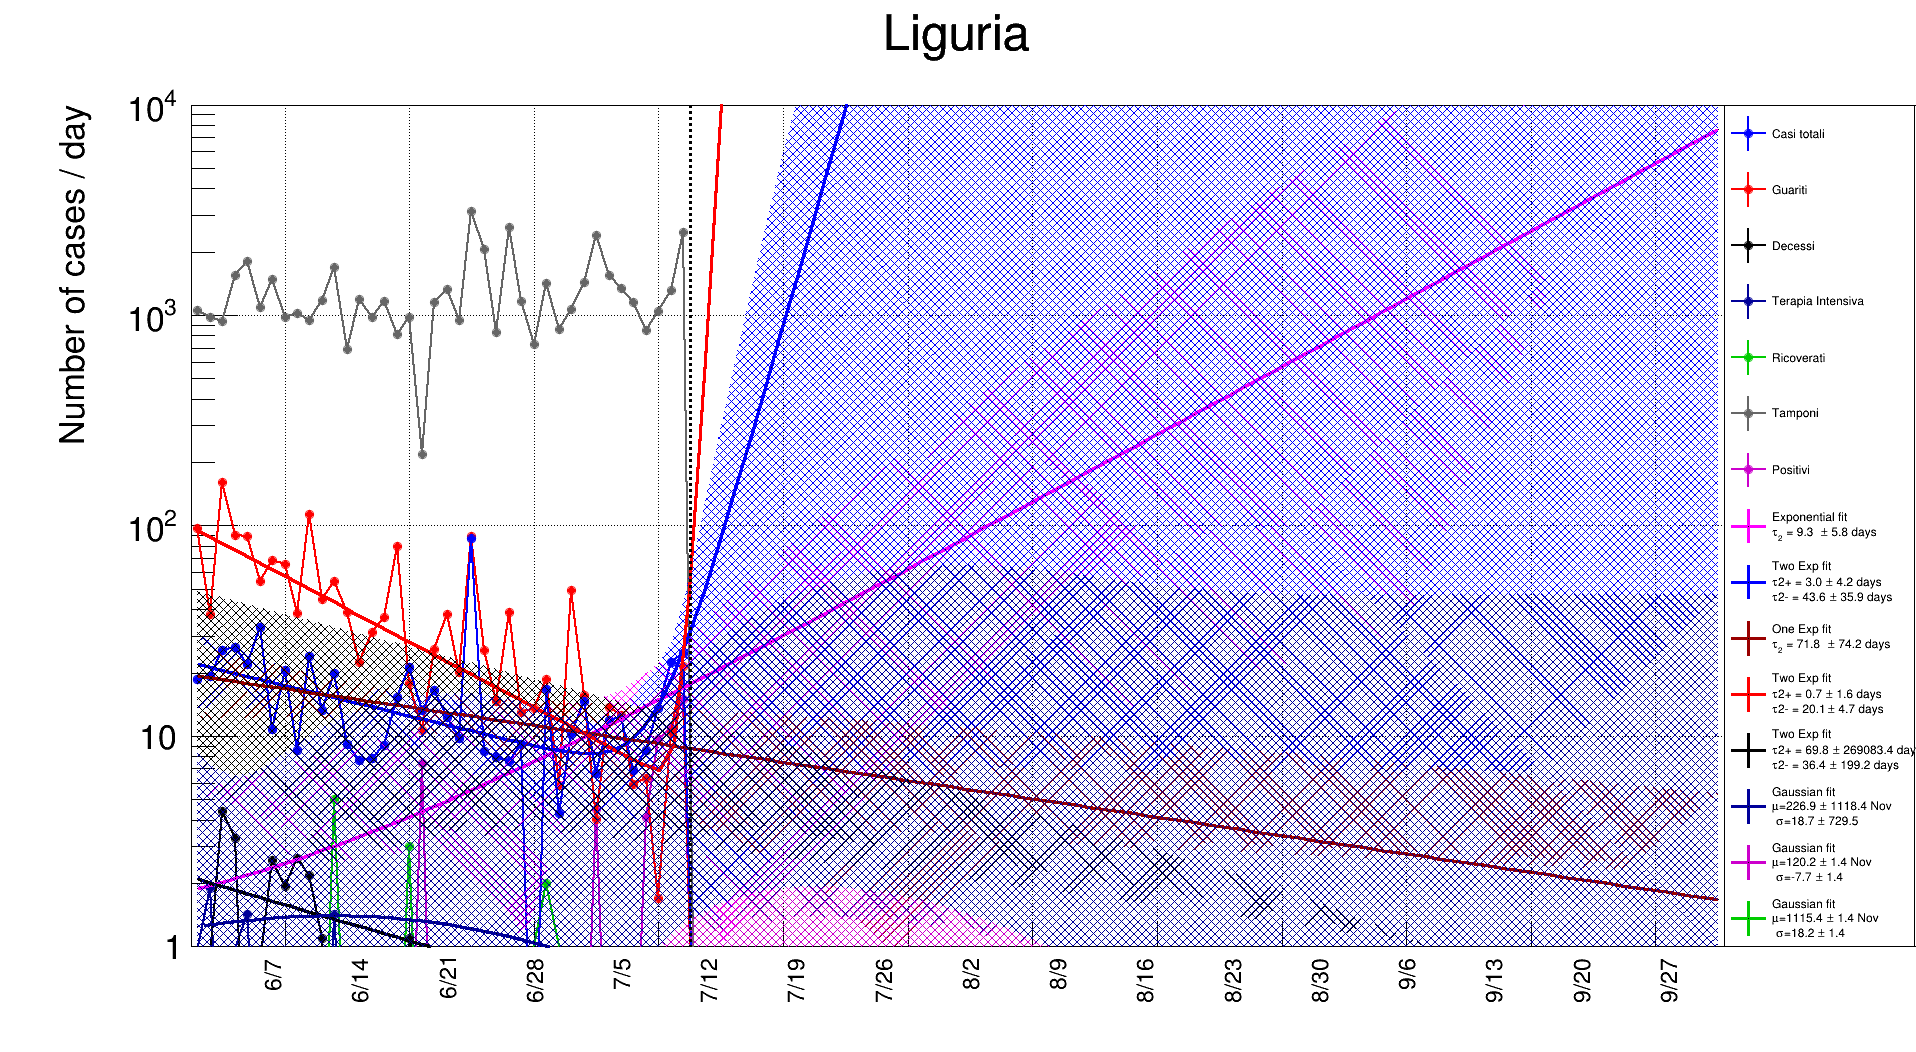 Liguria
Number of cases / day
10^4
10^3
10^2
10
1
6/7
6/14
6/21
6/28
7/5
7/12
7/19
7/26
8/2
8/9
8/16
8/23
8/30
9/6
9/13
9/20
9/27
Casi totali
Guariti
Decessi
Terapia Intensiva
Ricoverati
Tamponi
Positivi
Exponential fit
τ₂ = 9.3 ± 5.8 days
Two Exp fit
τ2+ = 3.0 ± 4.2 days
τ2- = 43.6 ± 35.9 days
One Exp fit
τ₂ = 71.8 ± 74.2 days
Two Exp fit
τ2+ = 0.7 ± 1.6 days
τ2- = 20.1 ± 4.7 days
Two Exp fit
τ2+ = 69.8 ± 269083.4 day
τ2- = 36.4 ± 199.2 days
Gaussian fit
μ=226.9 ± 1118.4 Nov
σ=18.7 ± 729.5
Gaussian fit
μ=120.2 ± 1.4 Nov
σ=-7.7 ± 1.4
Gaussian fit
μ=1115.4 ± 1.4 Nov
σ=18.2 ± 1.4